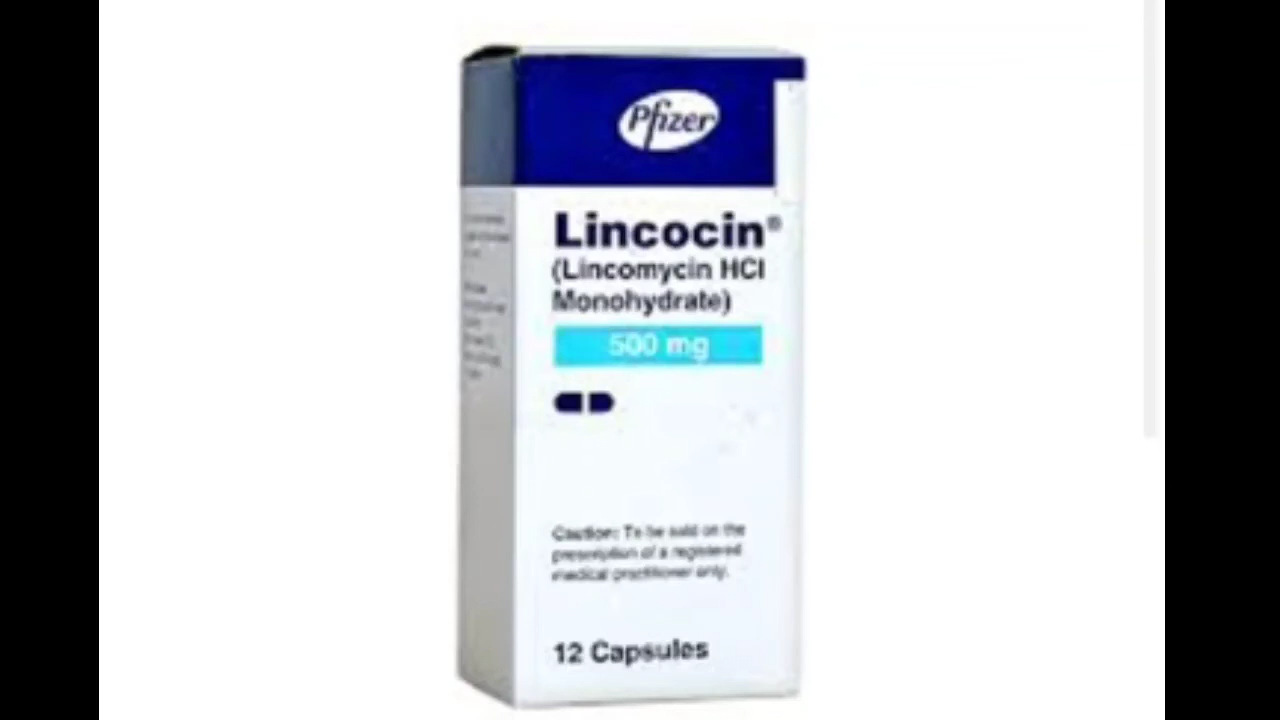 Pfizer
Lincocin®
(Lincomycin HCl
Monohydrate)
500 mg
Caution: To be sold on the
prescription of a registered
medical practitioner only.
12 Capsules